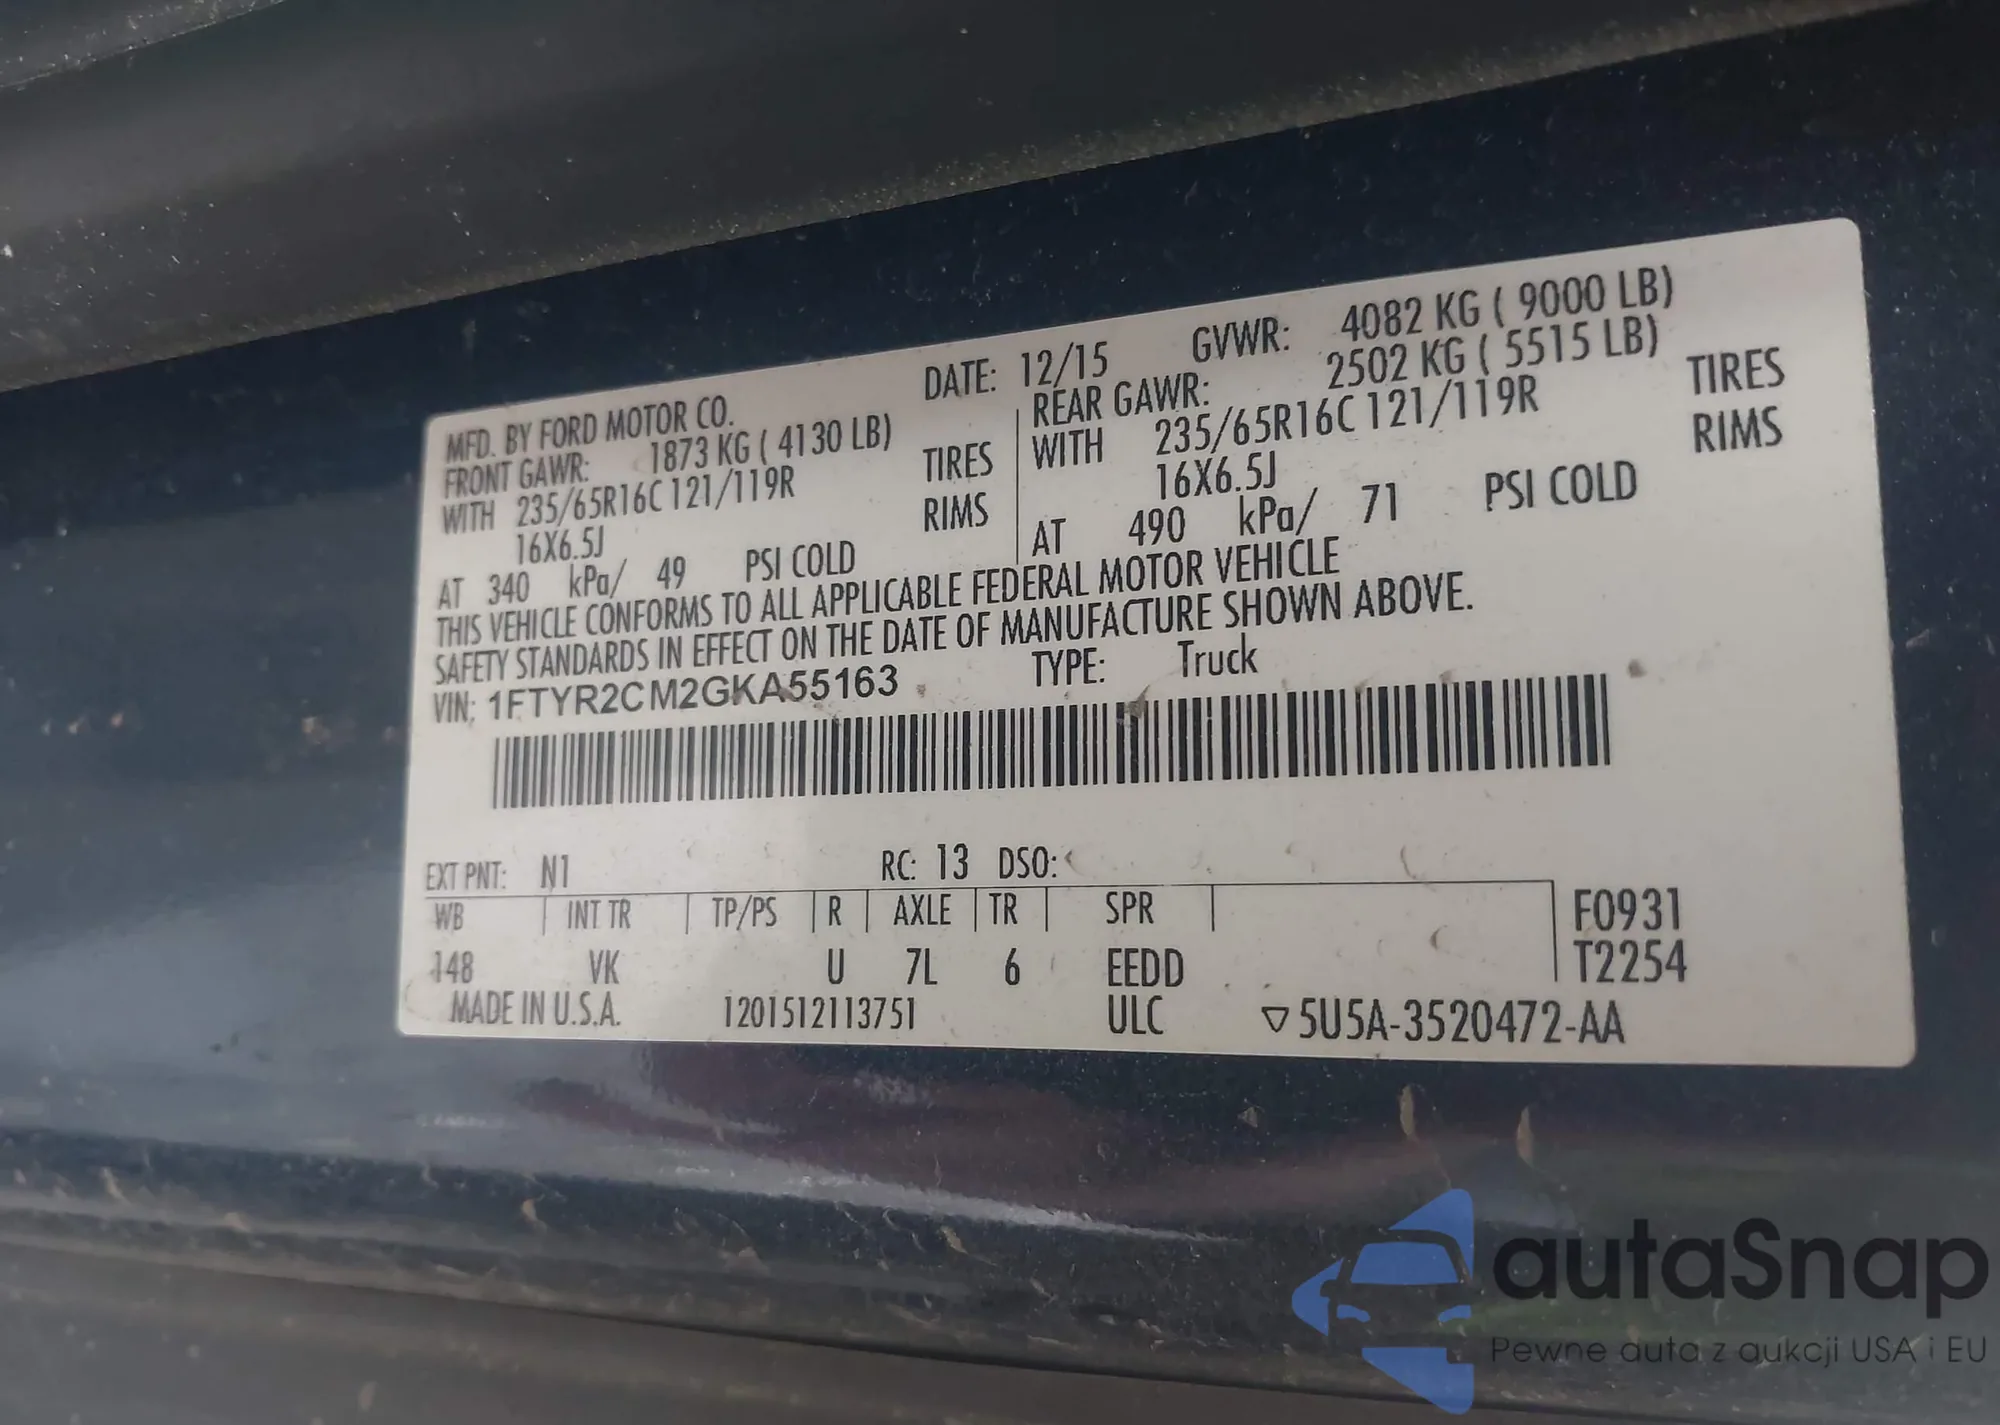 MFD. BY FORD MOTOR CO.
DATE: 12/15
GVWR: 4082 KG ( 9000 LB)
FRONT GAWR: 1873 KG ( 4130 LB)
WITH 235/65R16C 121/119R TIRES
16X6.5J RIMS
AT 340 kPa/ 49 PSI COLD
REAR GAWR: 2502 KG ( 5515 LB)
WITH 235/65R16C 121/119R TIRES
16X6.5J RIMS
AT 490 kPa/ 71 PSI COLD
THIS VEHICLE CONFORMS TO ALL APPLICABLE FEDERAL MOTOR VEHICLE
SAFETY STANDARDS IN EFFECT ON THE DATE OF MANUFACTURE SHOWN ABOVE.
VIN: 1FTYR2CM2GKA55163 TYPE: Truck
EXT PNT: N1 RC: 13 DSO:
WB INT TR TP/PS R AXLE TR SPR F0931
148 VK U 7L 6 EEDD T2254
MADE IN U.S.A. 1201512113751 ULC ▽5U5A-3520472-AA
autaSnap
Pewne auta z aukcji USA i EU